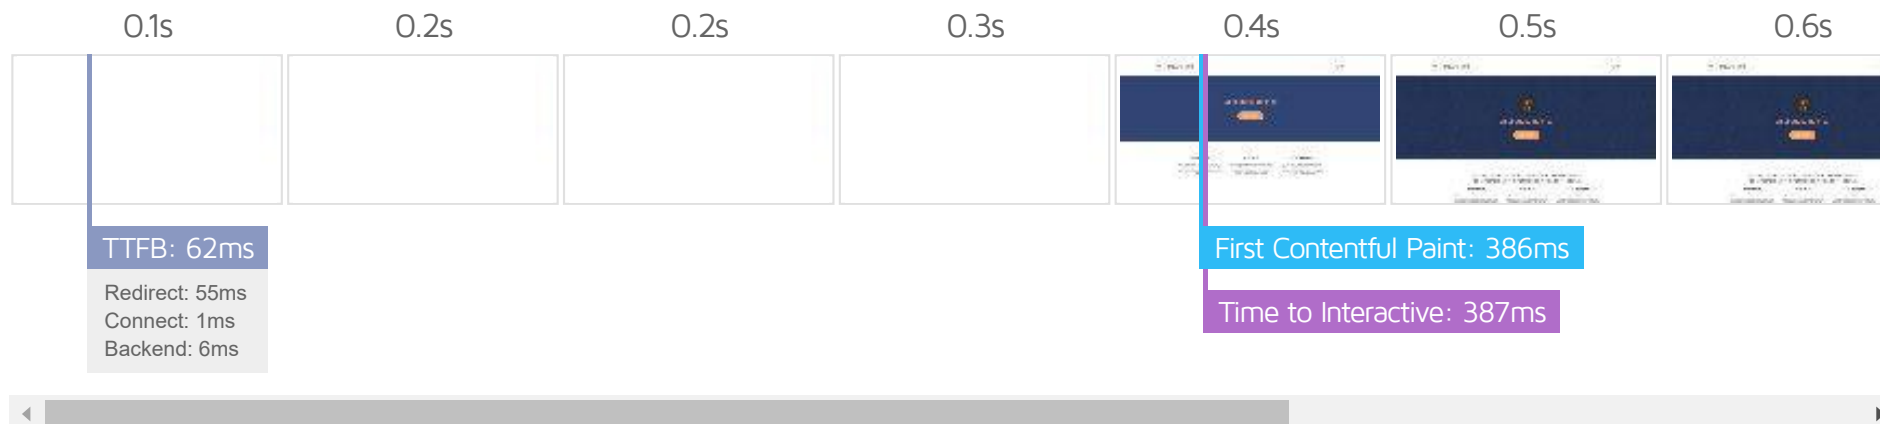 0.1s 0.2s 0.2s 0.3s 0.4s 0.5s 0.6s
TTFB: 62ms
Redirect: 55ms
Connect: 1ms
Backend: 6ms
First Contentful Paint: 386ms
Time to Interactive: 387ms